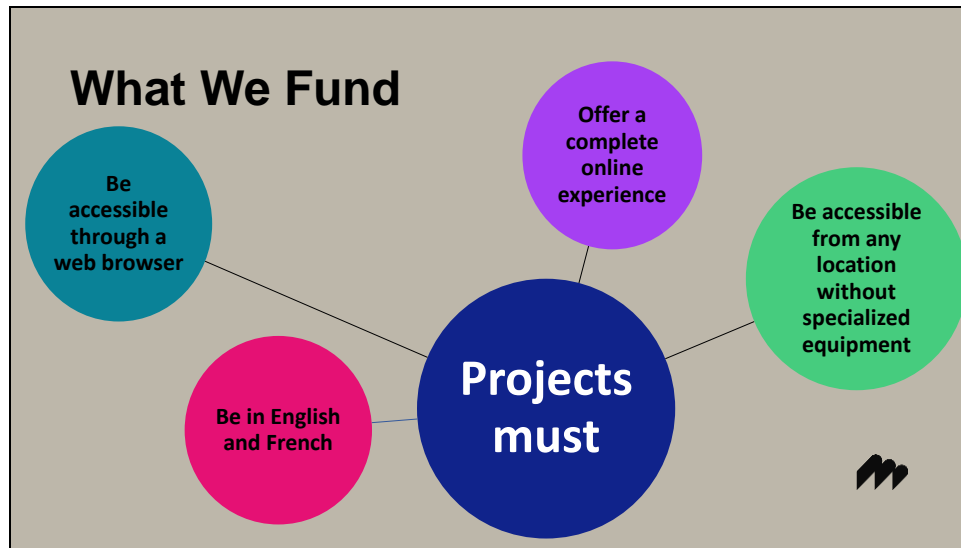 What We Fund
Be
accessible
through a
web browser
Offer a
complete
online
experience
Be accessible
from any
location
without
specialized
equipment
Be in English
and French
Projects
must